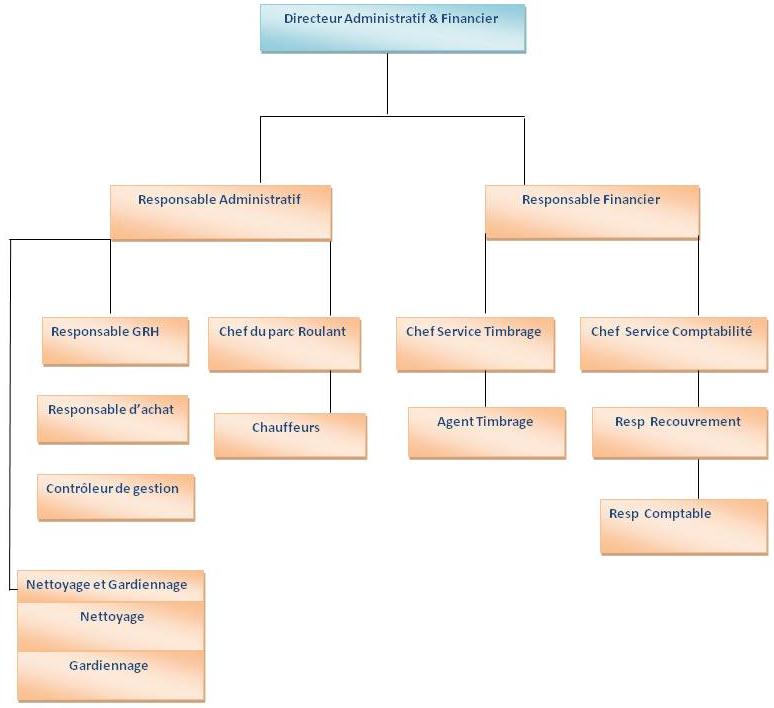 Directeur Administratif & Financier
Responsable Administratif
Responsable Financier
Responsable GRH
Chef du parc Roulant
Chef Service Timbrage
Chef Service Comptabilité
Responsable d'achat
Chauffeurs
Agent Timbrage
Resp Recouvrement
Contrôleur de gestion
Resp Comptable
Nettoyage et Gardiennage
Nettoyage
Gardiennage